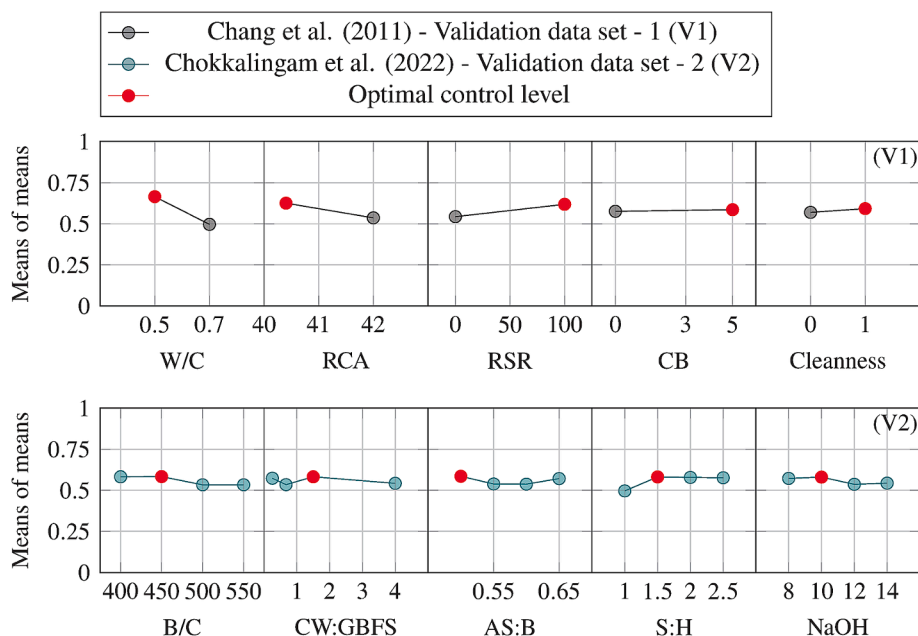 Chang et al. (2011) - Validation data set - 1 (V1)
Chokkalingam et al. (2022) - Validation data set - 2 (V2)
Optimal control level
Means of means
1
0.75
0.5
0.25
0
(V1)
0.5 0.7 40 41 42 0 50 100 0 3 5 0 1
W/C RCA RSR CB Cleanness
Means of means
1
0.75
0.5
0.25
0
(V2)
400 450 500 550 1 2 4 0.55 0.65 1 1.5 2 2.5 8 10 12 14
B/C CW:GBFS AS:B S:H NaOH